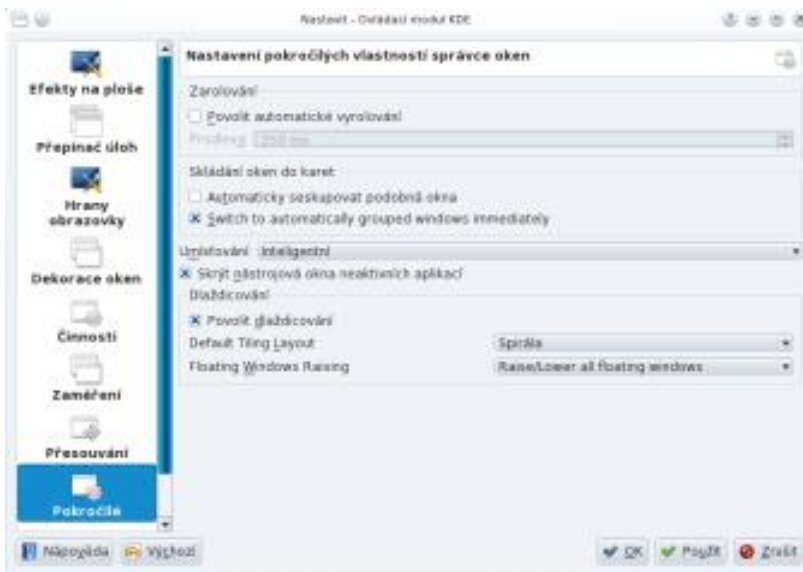 Nastavit - Ovládací modul KDE
Efekty na ploše
Přepínač úloh
Hrany
obrazovky
Dekorace oken
Činnosti
Zaměření
Přesouvání
Pokročilé
Nastavení pokročilých vlastností správce oken
Zarolování
Povolit automatické vyrolování
Prodleva 250 ms
Skládání oken do karet
Automaticky seskupovat podobná okna
Switch to automatically grouped windows immediately
Umísťování Inteligentní
Skrýt nástrojová okna neaktivních aplikací
Dlaždicování
Povolit dlaždicování
Default Tiling Layout Spirála
Floating Windows Raising Raise/Lower all floating windows
Nápověda Výchozí OK Použít Zrušit